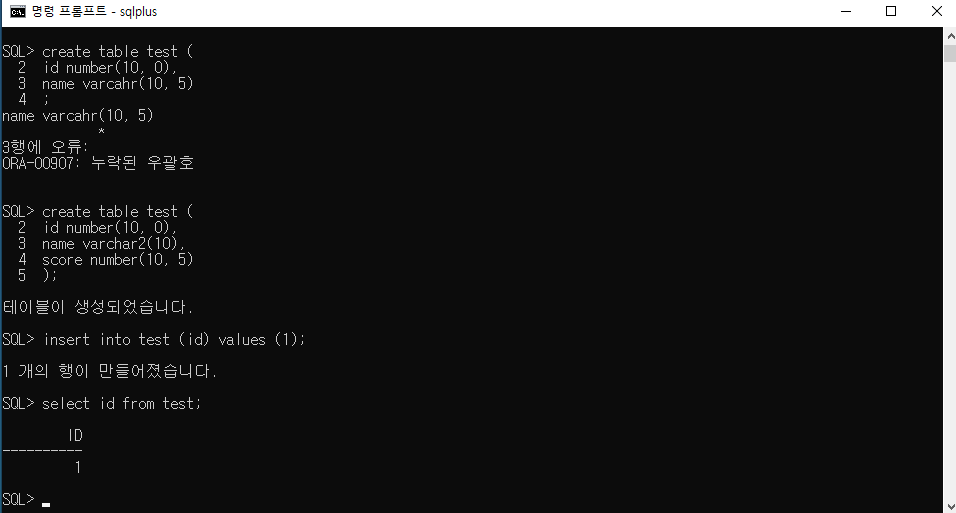 명령 프롬프트 - sqlplus
SQL> create table test (
  2  id number(10, 0),
  3  name varcahr(10, 5)
  4  ;
name varcahr(10, 5)
            *
3행에 오류:
ORA-00907: 누락된 우괄호
SQL> create table test (
  2  id number(10, 0),
  3  name varchar2(10),
  4  score number(10, 5)
  5  );
테이블이 생성되었습니다.
SQL> insert into test (id) values (1);
1 개의 행이 만들어졌습니다.
SQL> select id from test;
        ID
----------
         1
SQL>